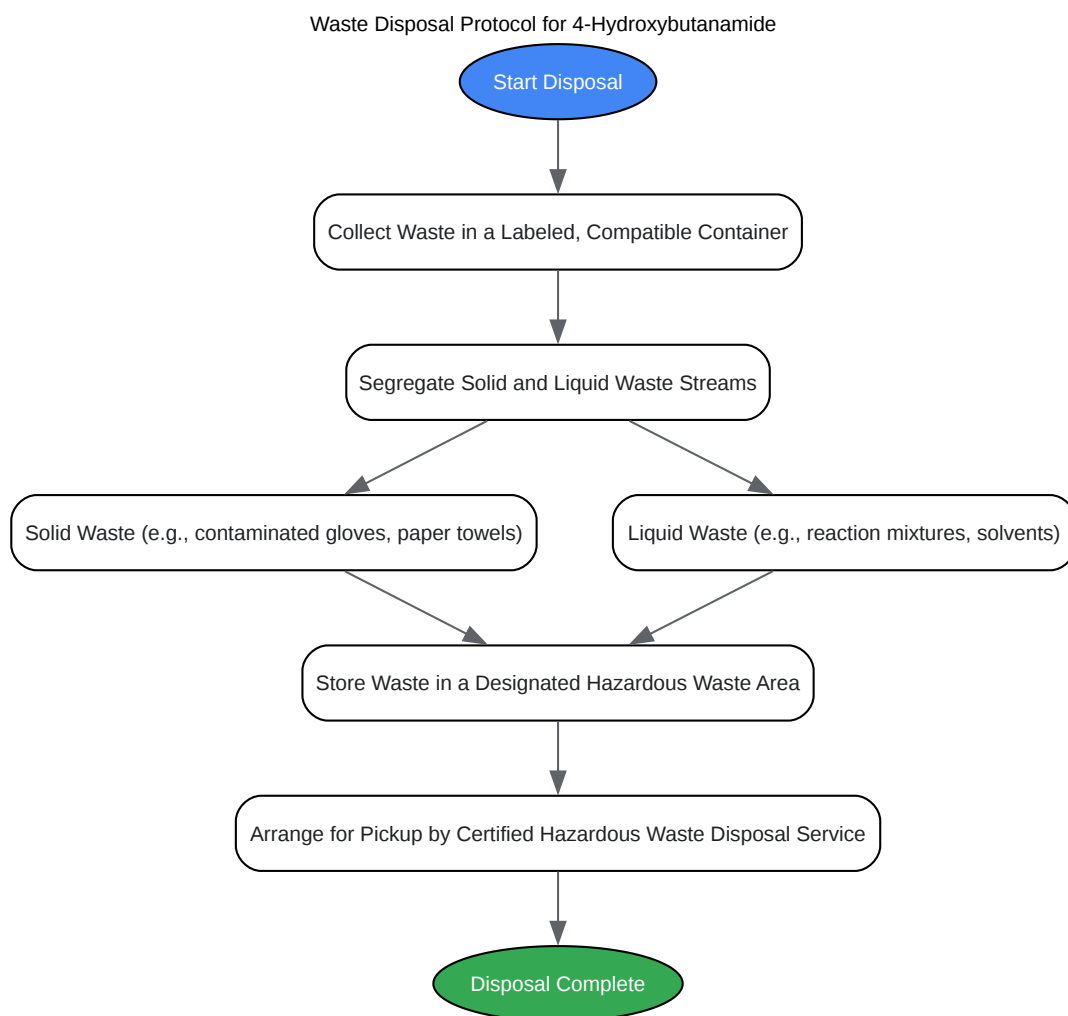 Waste Disposal Protocol for 4-Hydroxybutanamide
Start Disposal
Collect Waste in a Labeled, Compatible Container
Segregate Solid and Liquid Waste Streams
Solid Waste (e.g., contaminated gloves, paper towels)
Liquid Waste (e.g., reaction mixtures, solvents)
Store Waste in a Designated Hazardous Waste Area
Arrange for Pickup by Certified Hazardous Waste Disposal Service
Disposal Complete